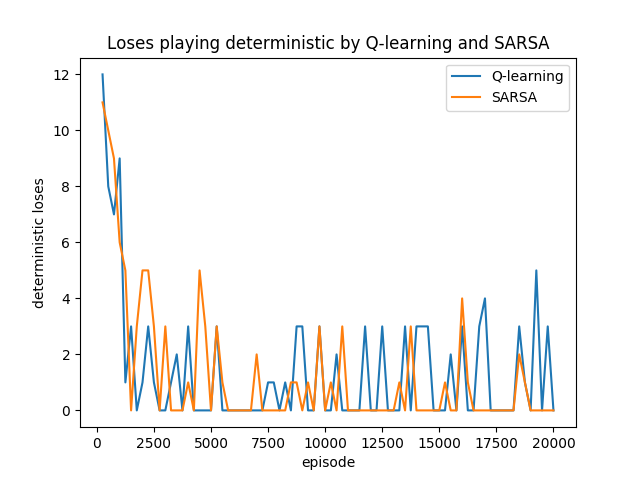 Loses playing deterministic by Q-learning and SARSA
Q-learning
SARSA
deterministic loses
12
10
8
6
4
2
0
0 2500 5000 7500 10000 12500 15000 17500 20000
episode